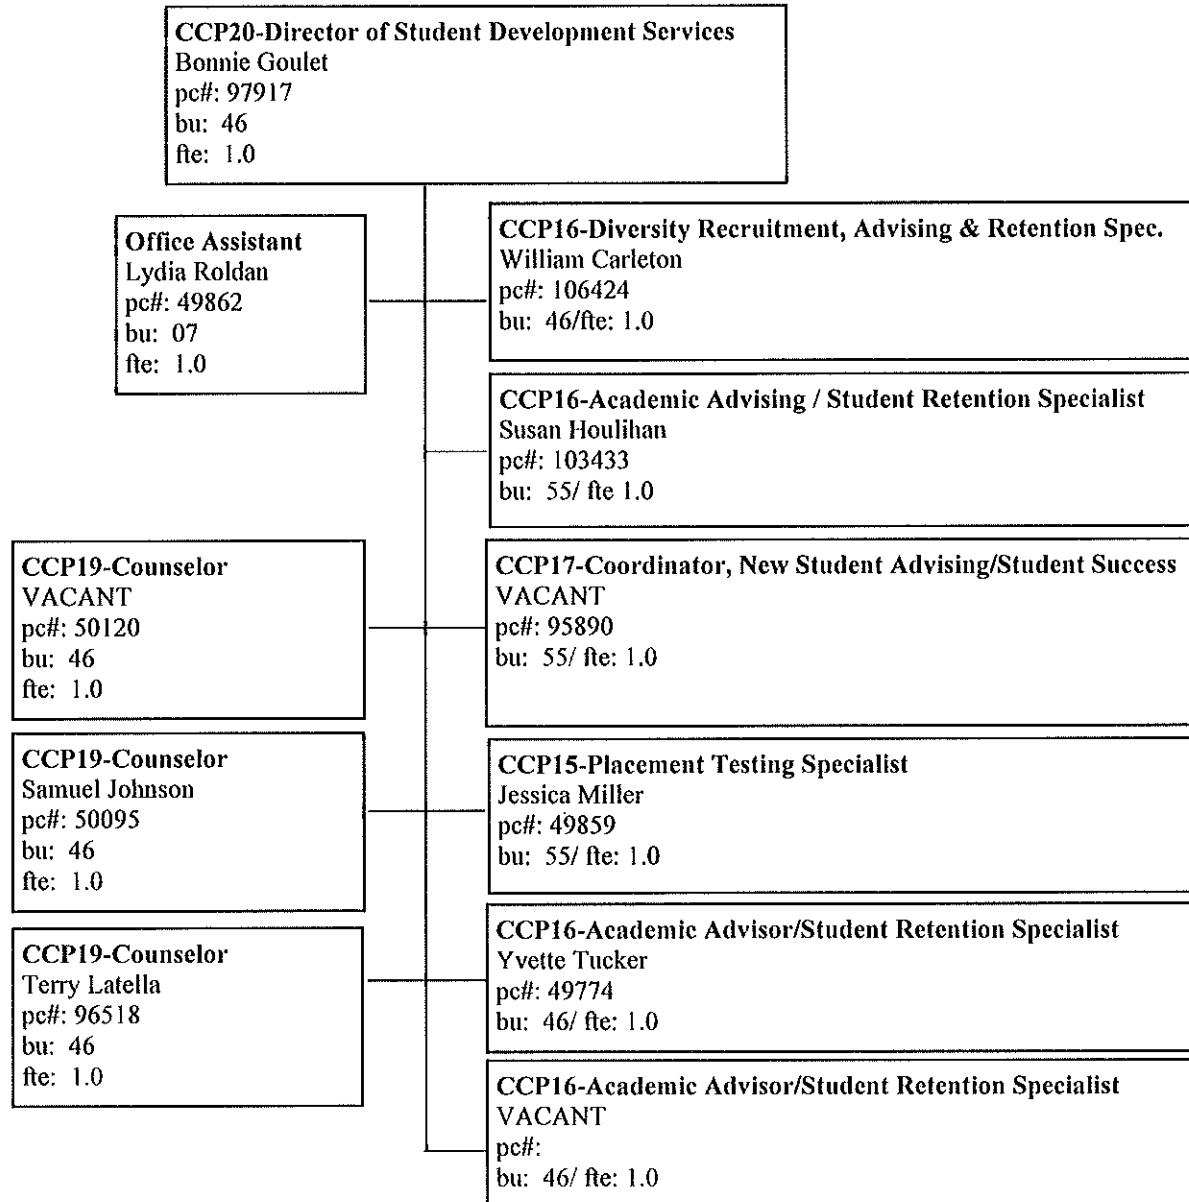 CCP20-Director of Student Development Services
Bonnie Goulet
pc#: 97917
bu: 46
fte: 1.0
Office Assistant
Lydia Roldan
pc#: 49862
bu: 07
fte: 1.0
CCP16-Diversity Recruitment, Advising & Retention Spec.
William Carleton
pc#: 106424
bu: 46/fte: 1.0
CCP16-Academic Advising / Student Retention Specialist
Susan Houlihan
pc#: 103433
bu: 55/ fte 1.0
CCP19-Counselor
VACANT
pc#: 50120
bu: 46
fte: 1.0
CCP17-Coordinator, New Student Advising/Student Success
VACANT
pc#: 95890
bu: 55/ fte: 1.0
CCP19-Counselor
Samuel Johnson
pc#: 50095
bu: 46
fte: 1.0
CCP15-Placement Testing Specialist
Jessica Miller
pc#: 49859
bu: 55/ fte: 1.0
CCP19-Counselor
Terry Latella
pc#: 96518
bu: 46
fte: 1.0
CCP16-Academic Advisor/Student Retention Specialist
Yvette Tucker
pc#: 49774
bu: 46/ fte: 1.0
CCP16-Academic Advisor/Student Retention Specialist
VACANT
pc#:
bu: 46/ fte: 1.0